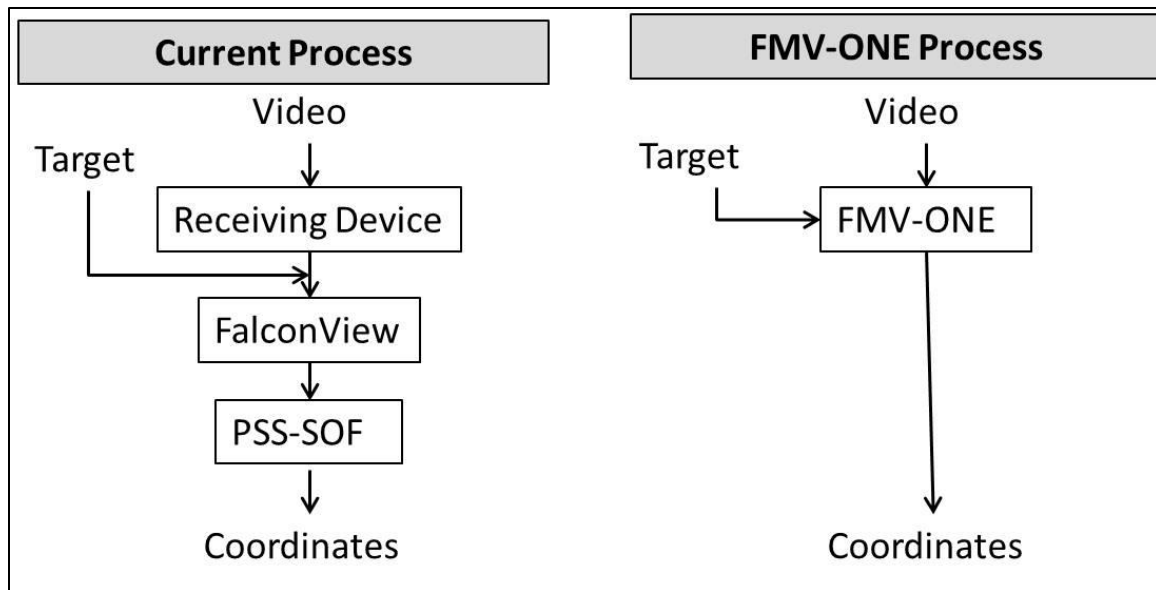 Current Process
Video
Target
Receiving Device
FalconView
PSS-SOF
Coordinates
FMV-ONE Process
Video
Target
FMV-ONE
Coordinates